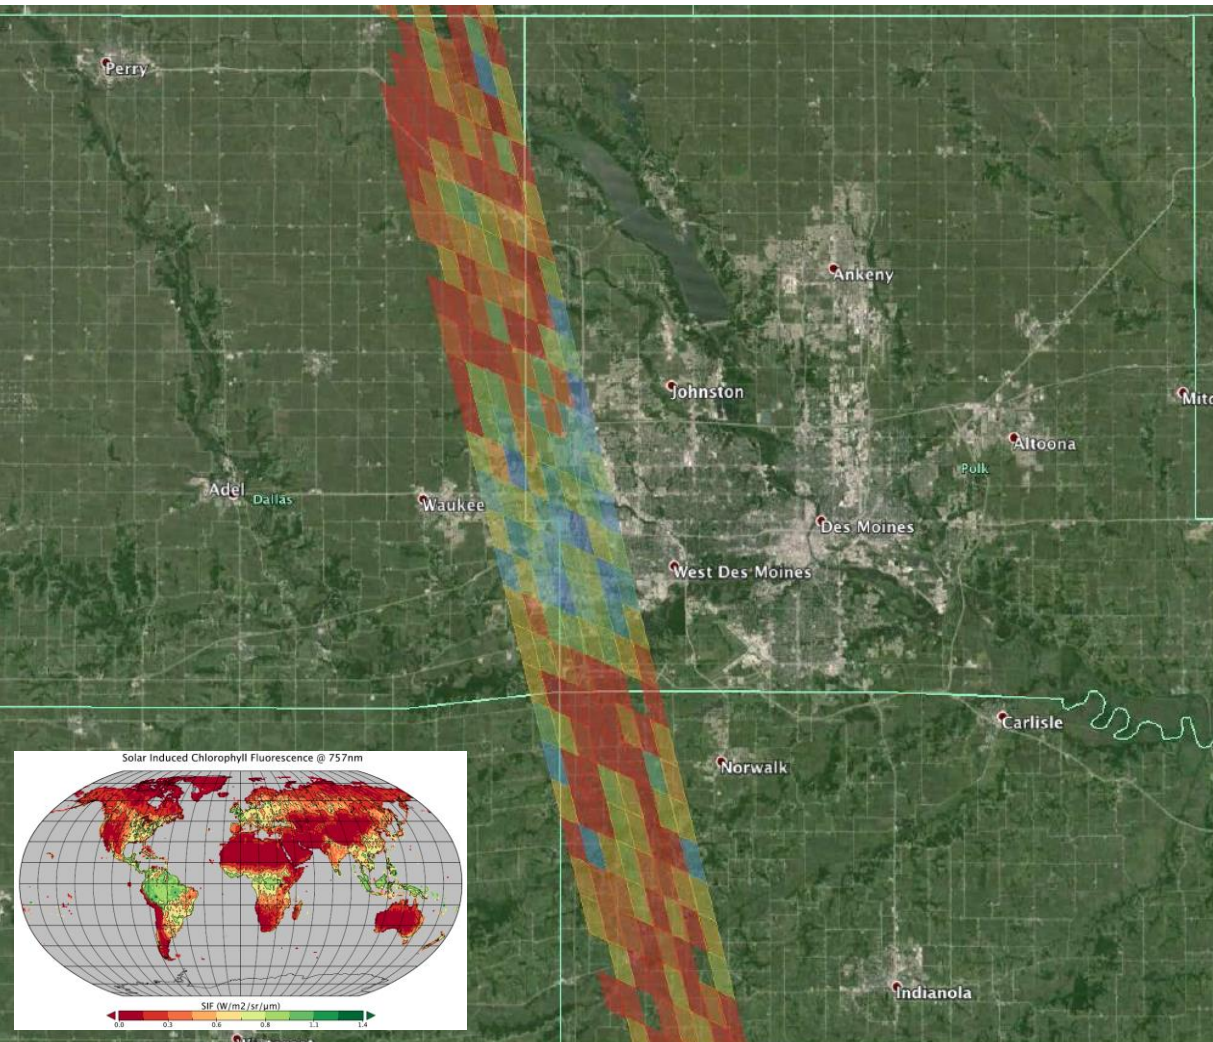 Perry
Ankeny
Johnston
Mitc
Altoona
Polk
Adel
Dallas
Waukee
Des Moines
West Des Moines
Carlisle
Norwalk
Solar Induced Chlorophyll Fluorescence @ 757nm
SIF (W/m2/sr/μm)
0.0 0.3 0.6 0.8 1.1 1.4
Indianola